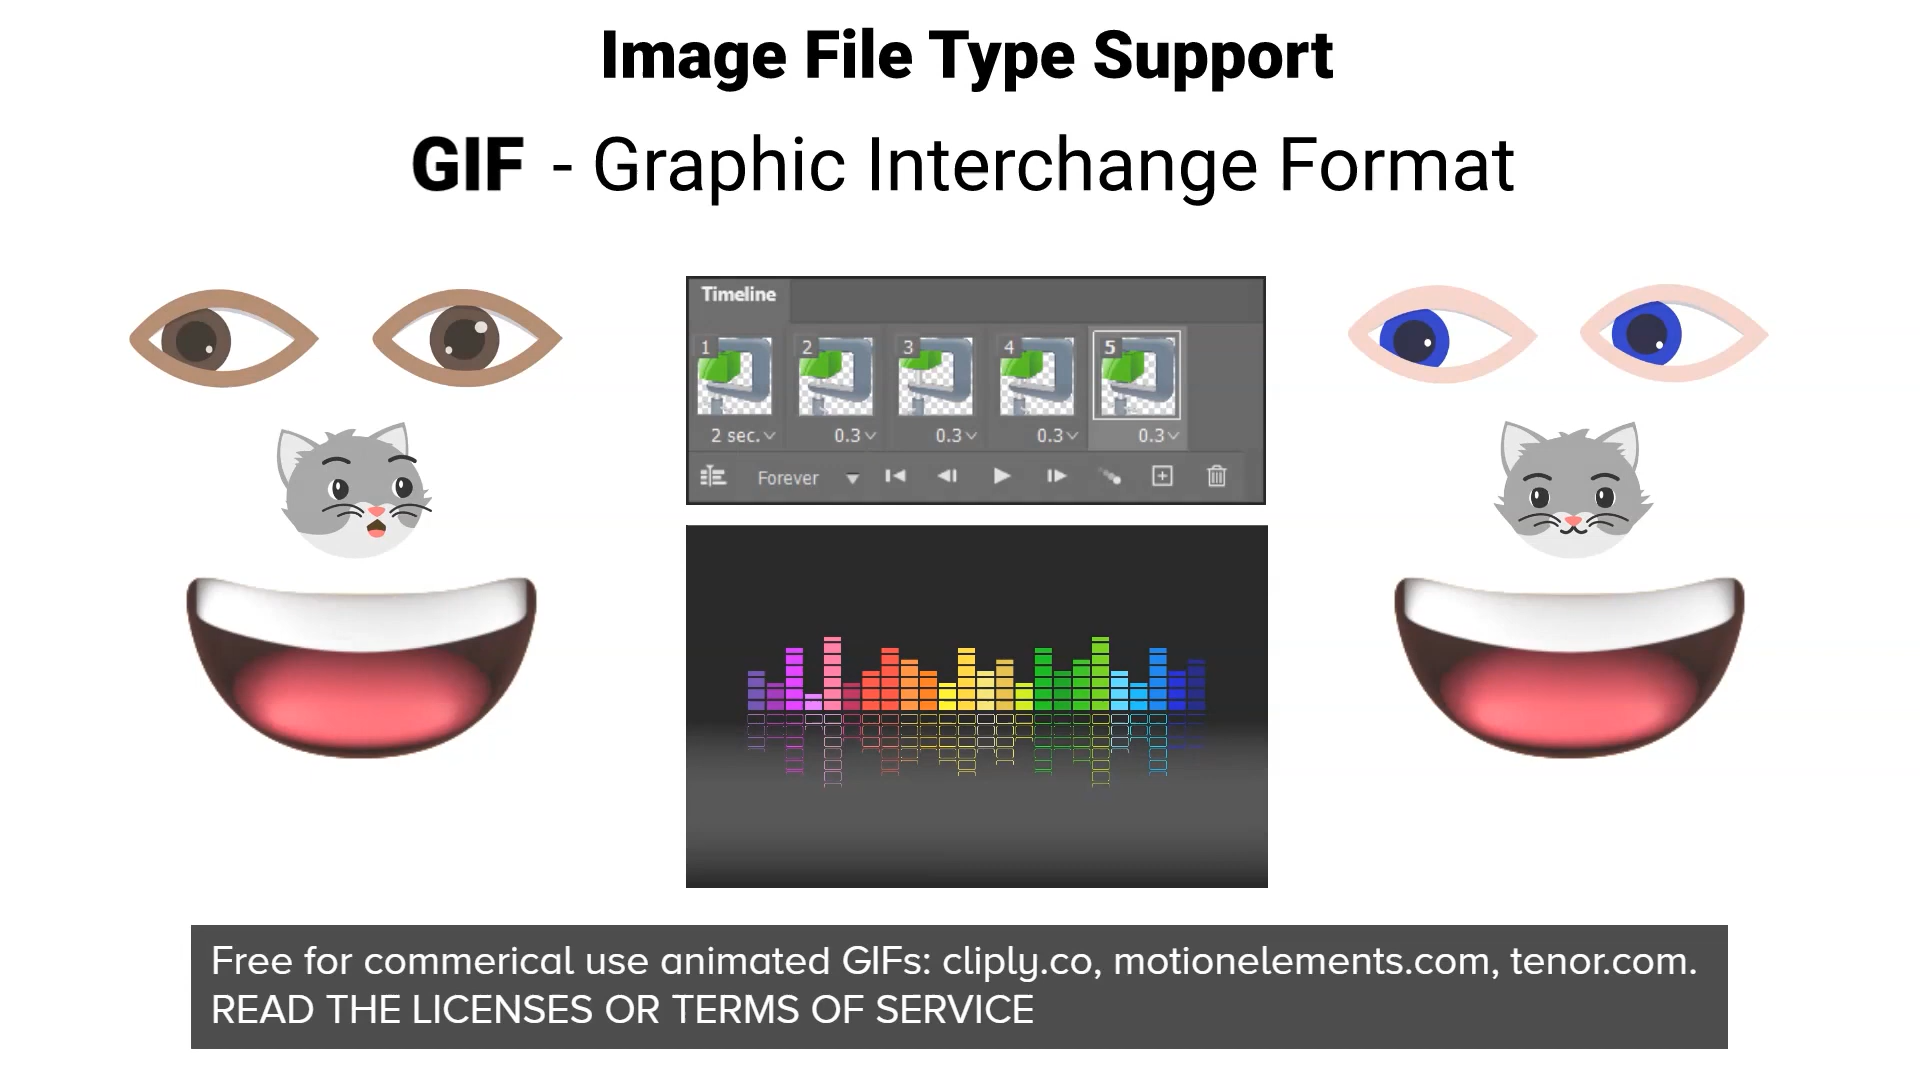 Image File Type Support
GIF - Graphic Interchange Format
Timeline
1 2 3 4 5
2 sec. 0.3 0.3 0.3 0.3
Forever
Free for commerical use animated GIFs: cliply.co, motionelements.com, tenor.com.
READ THE LICENSES OR TERMS OF SERVICE